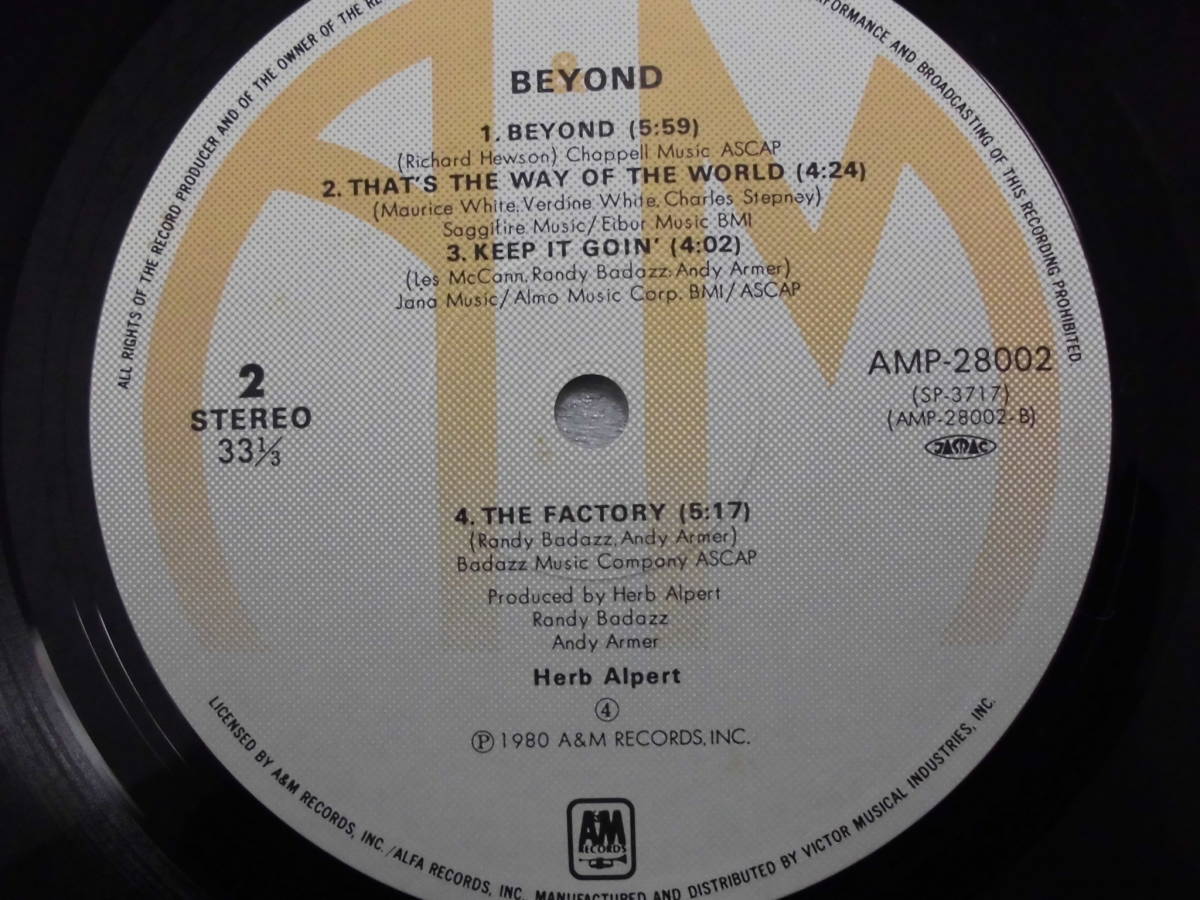 ALL RIGHTS OF THE RECORD PRODUCER AND OF THE OWNER OF THE
PERFORMANCE AND BROADCASTING OF THIS RECORDING PROHIBITED.
BEYOND
1. BEYOND (5:59)
(Richard Hewson) Chappell Music ASCAP
2. THAT'S THE WAY OF THE WORLD (4:24)
(Maurice White, Verdine White, Charles Stepney)
Saggifire Music/Eibur Music BMI
3. KEEP IT GOIN' (4:02)
(Les McCann, Randy Badazz, Andy Armer)
Jana Music/Almo Music Corp. BMI/ASCAP
2
STEREO
33⅓
AMP-28002
(SP-3717)
(AMP-28002-B)
JASRAC
4. THE FACTORY (5:17)
(Randy Badazz, Andy Armer)
Badazz Music Company ASCAP
Produced by Herb Alpert
Randy Badazz
Andy Armer
Herb Alpert
④
Ⓟ 1980 A&M RECORDS, INC.
A&M
RECORDS
LICENSED BY A&M RECORDS, INC./ALFA RECORDS, INC. MANUFACTURED AND DISTRIBUTED BY VICTOR MUSICAL INDUSTRIES, INC.